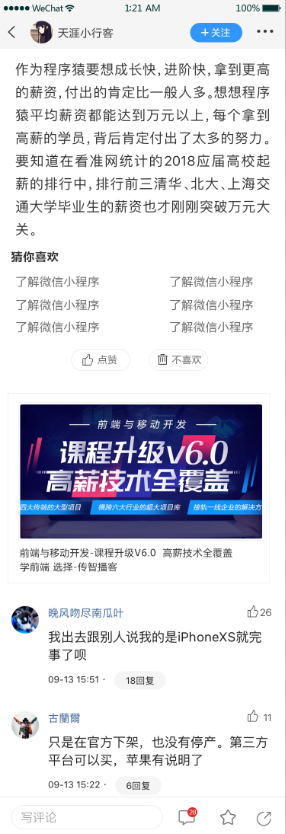 WeChat 1:21 AM 100%
天涯小行客 +关注
作为程序猿要想成长快，进阶快，拿到更高
的薪资，付出的肯定比一般人多。想想程序
猿平均薪资都能达到万元以上，每个拿到
高薪的学员，背后肯定付出了太多的努力。
要知道在看准网统计的2018应届高校起
薪的排行中，排行前三清华、北大、上海交
通大学毕业生的薪资也才刚刚突破万元大
关。
猜你喜欢
了解微信小程序 了解微信小程序
了解微信小程序 了解微信小程序
了解微信小程序 了解微信小程序
点赞 不喜欢
前端与移动开发
课程升级v6.0
高薪技术全覆盖
四大终端的大型项目 横跨六大行业的超大项目库 接轨一线企业的解决方
前端与移动开发-课程升级V6.0 高薪技术全覆盖
学前端 选择-传智播客
晚风吻尽南瓜叶 26
我出去跟别人说我的是iPhoneXS就完
事了呗
09-13 15:51 · 18回复
古蘭爾 11
只是在官方下架，也没有停产。第三方
平台可以买，苹果有说明了
09-13 15:22 · 6回复
写评论